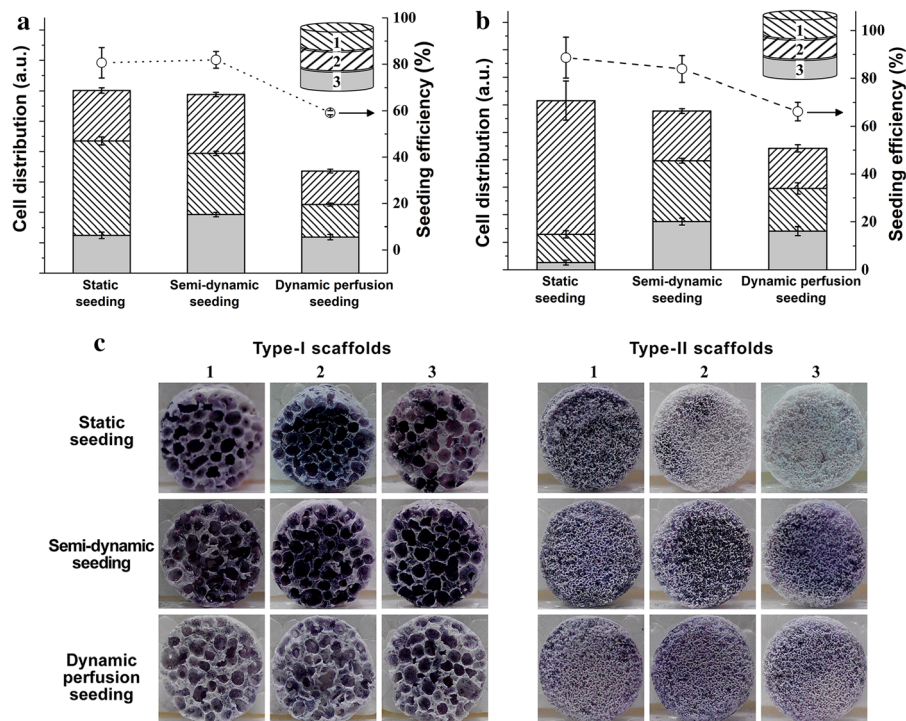 a
Cell distribution (a.u.)
1
2
3
100
80
60
40
20
0
Seeding efficiency (%)
Static
seeding
Semi-dynamic
seeding
Dynamic perfusion
seeding
b
Cell distribution (a.u.)
1
2
3
100
80
60
40
20
0
Seeding efficiency (%)
Static
seeding
Semi-dynamic
seeding
Dynamic perfusion
seeding
c
Type-I scaffolds
Type-II scaffolds
1 2 3 1 2 3
Static
seeding
Semi-dynamic
seeding
Dynamic
perfusion
seeding